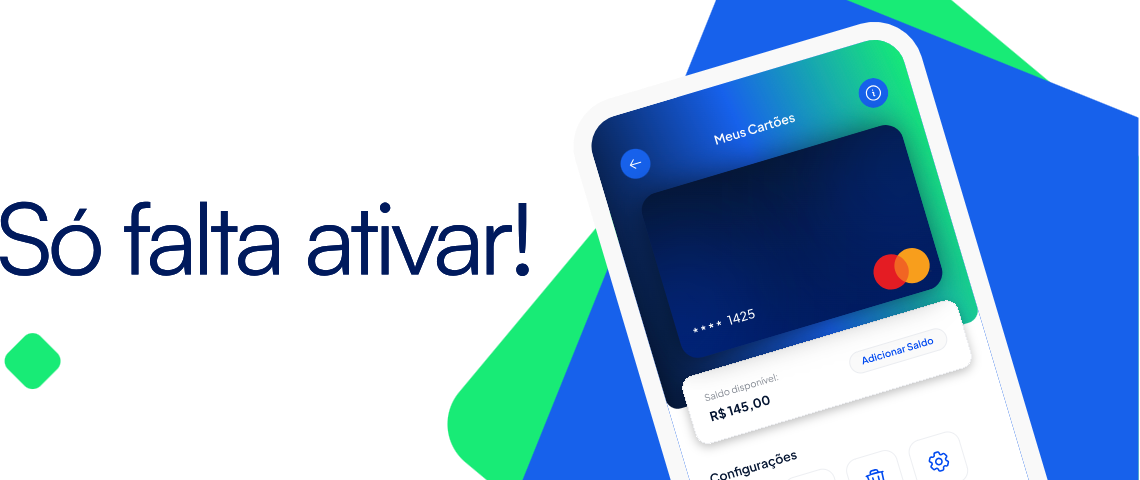 Só falta ativar!
Meus Cartões
**** 1425
Saldo disponível:
R$ 145,00
Adicionar Saldo
Configurações